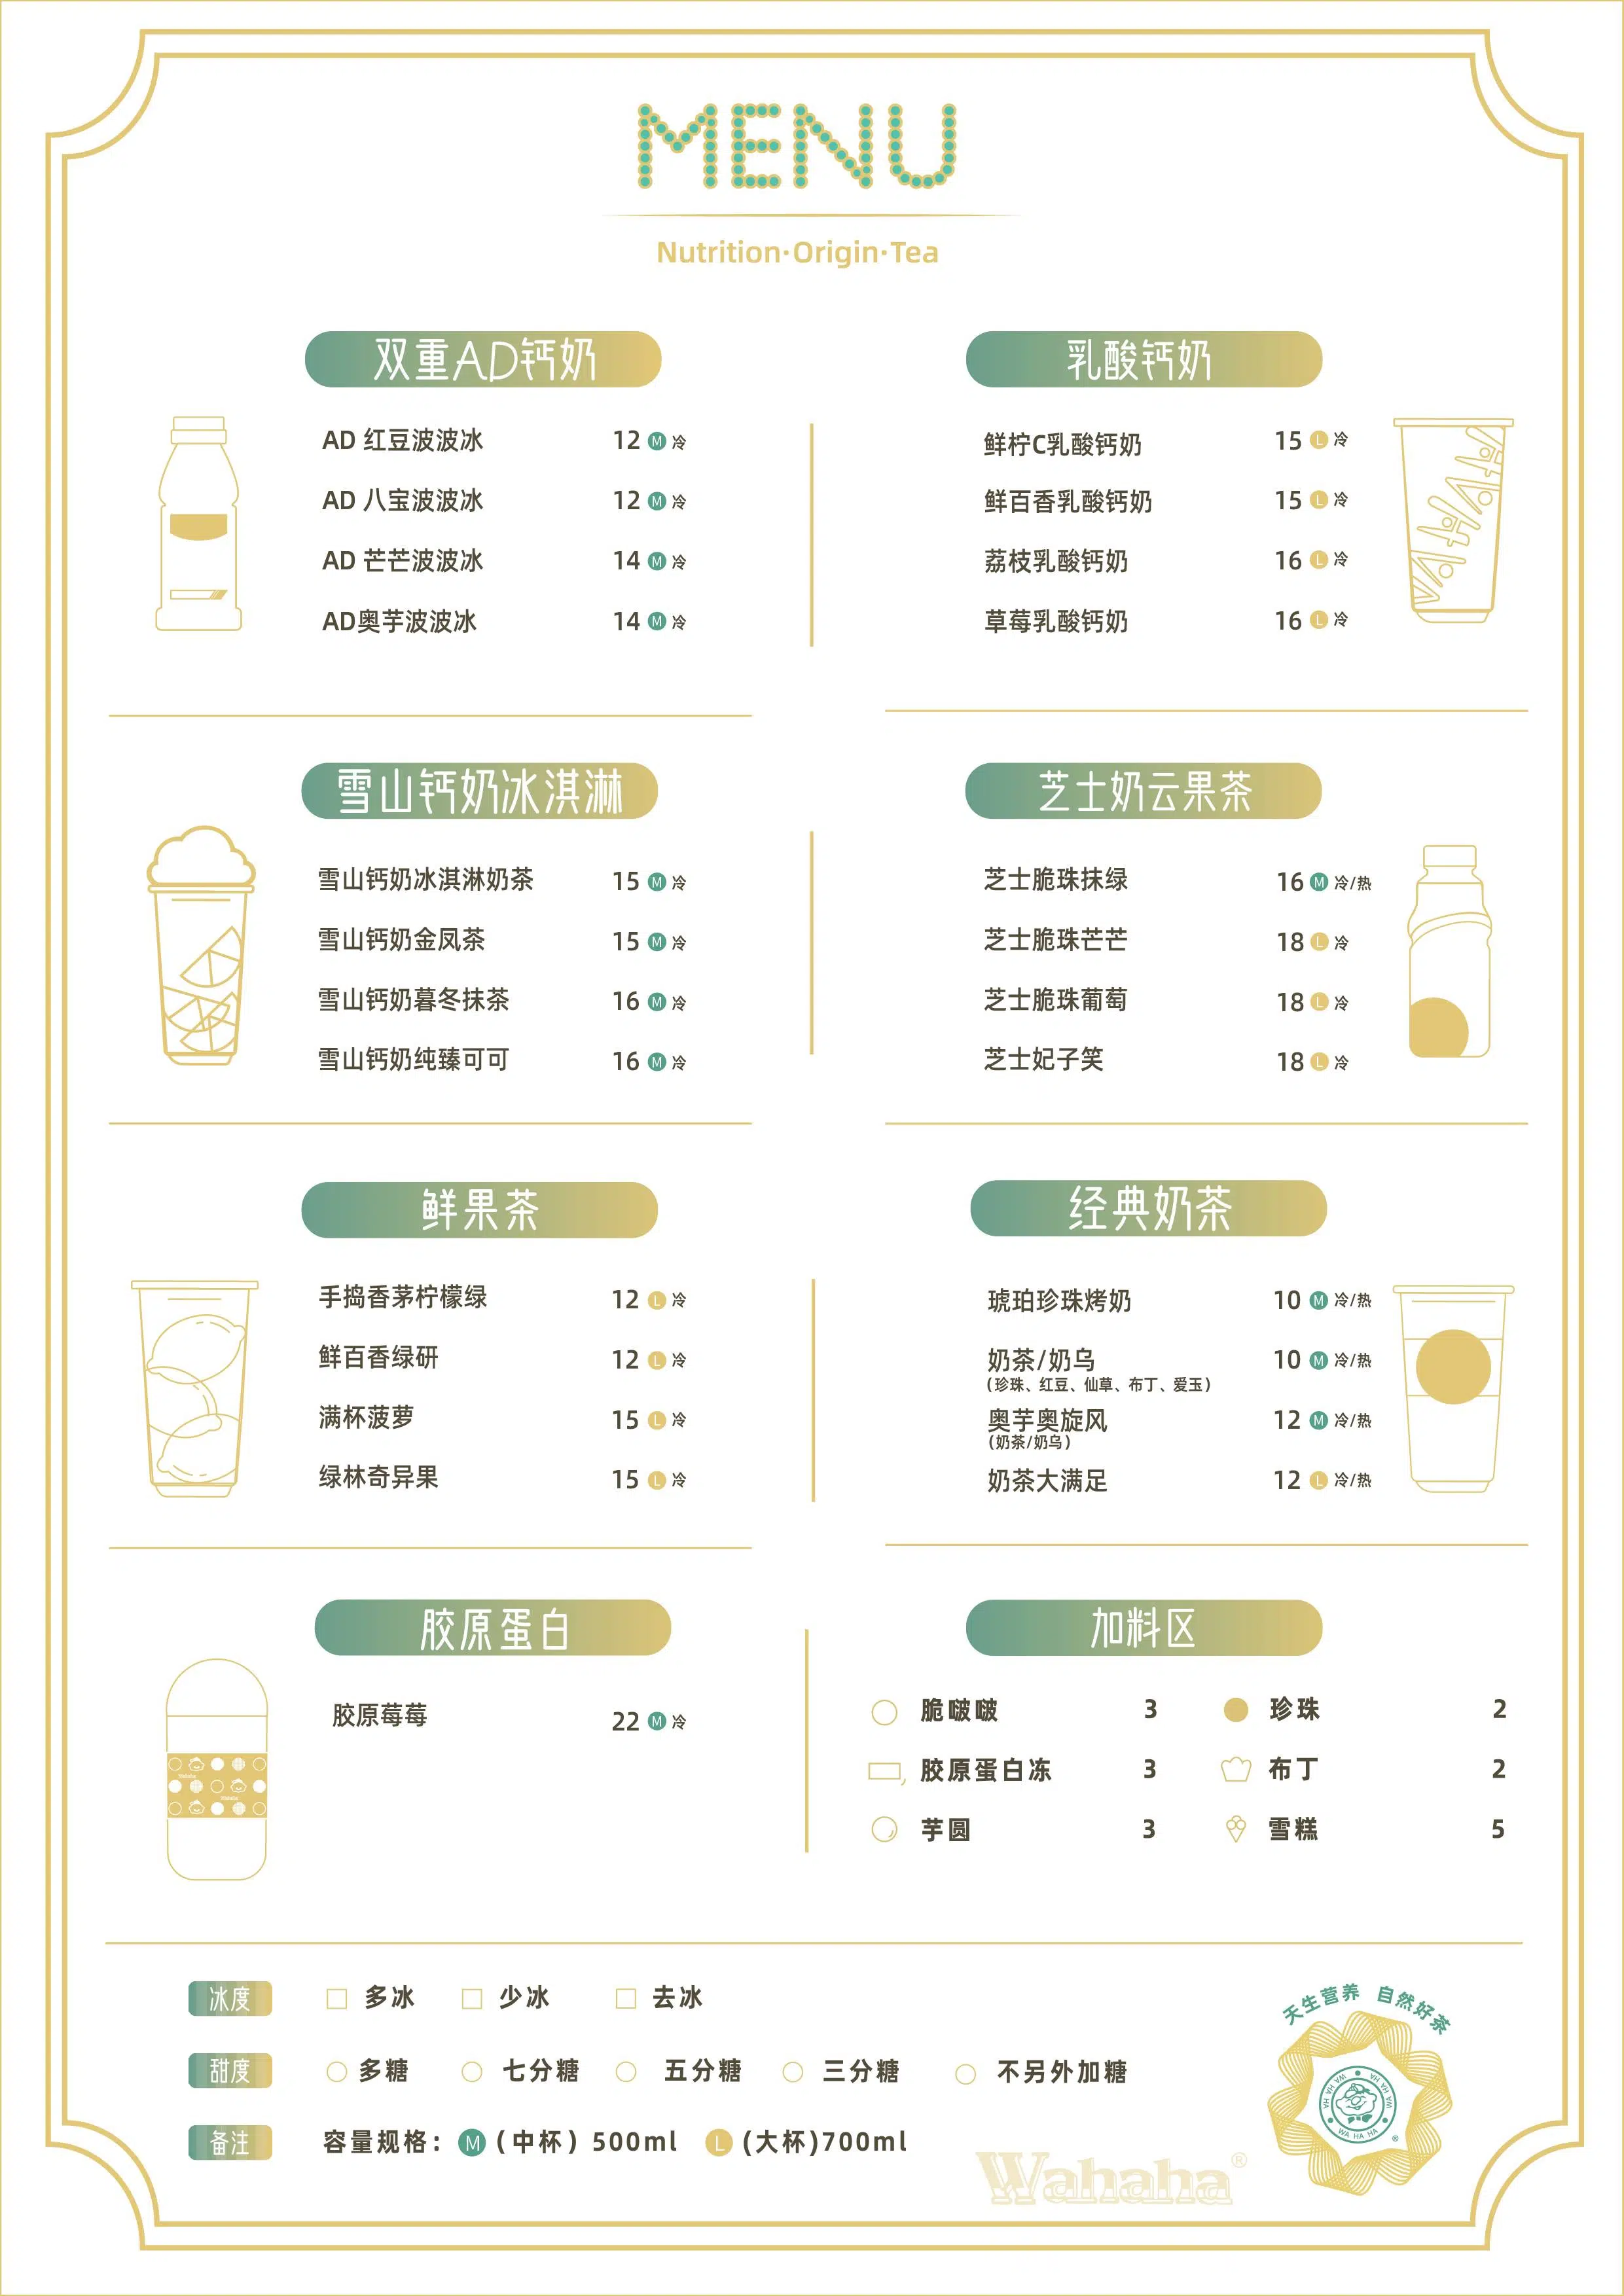 MENU
Nutrition·Origin·Tea
双重AD钙奶
AD 红豆波波冰 12 M 冷
AD 八宝波波冰 12 M 冷
AD 芒芒波波冰 14 M 冷
AD奥芋波波冰 14 M 冷
乳酸钙奶
鲜柠C乳酸钙奶 15 L 冷
鲜百香乳酸钙奶 15 L 冷
荔枝乳酸钙奶 16 L 冷
草莓乳酸钙奶 16 L 冷
雪山钙奶冰淇淋
雪山钙奶冰淇淋奶茶 15 M 冷
雪山钙奶金凤茶 15 M 冷
雪山钙奶暮冬抹茶 16 M 冷
雪山钙奶纯臻可可 16 M 冷
芝士奶云果茶
芝士脆珠抹绿 16 M 冷/热
芝士脆珠芒芒 18 L 冷
芝士脆珠葡萄 18 L 冷
芝士妃子笑 18 L 冷
鲜果茶
手捣香茅柠檬绿 12 L 冷
鲜百香绿研 12 L 冷
满杯菠萝 15 L 冷
绿林奇异果 15 L 冷
经典奶茶
琥珀珍珠烤奶 10 M 冷/热
奶茶/奶乌 10 M 冷/热
(珍珠、红豆、仙草、布丁、爱玉)
奥芋奥旋风 12 M 冷/热
(奶茶/奶乌)
奶茶大满足 12 L 冷/热
胶原蛋白
胶原莓莓 22 M 冷
加料区
脆啵啵 3 珍珠 2
胶原蛋白冻 3 布丁 2
芋圆 3 雪糕 5
冰度 多冰 少冰 去冰
甜度 多糖 七分糖 五分糖 三分糖 不另外加糖
备注 容量规格: M (中杯) 500ml L (大杯)700ml
天生营养 自然好茶
WA HA HA WA HA HA WA HA HA WA HA HA ®
Wahaha®